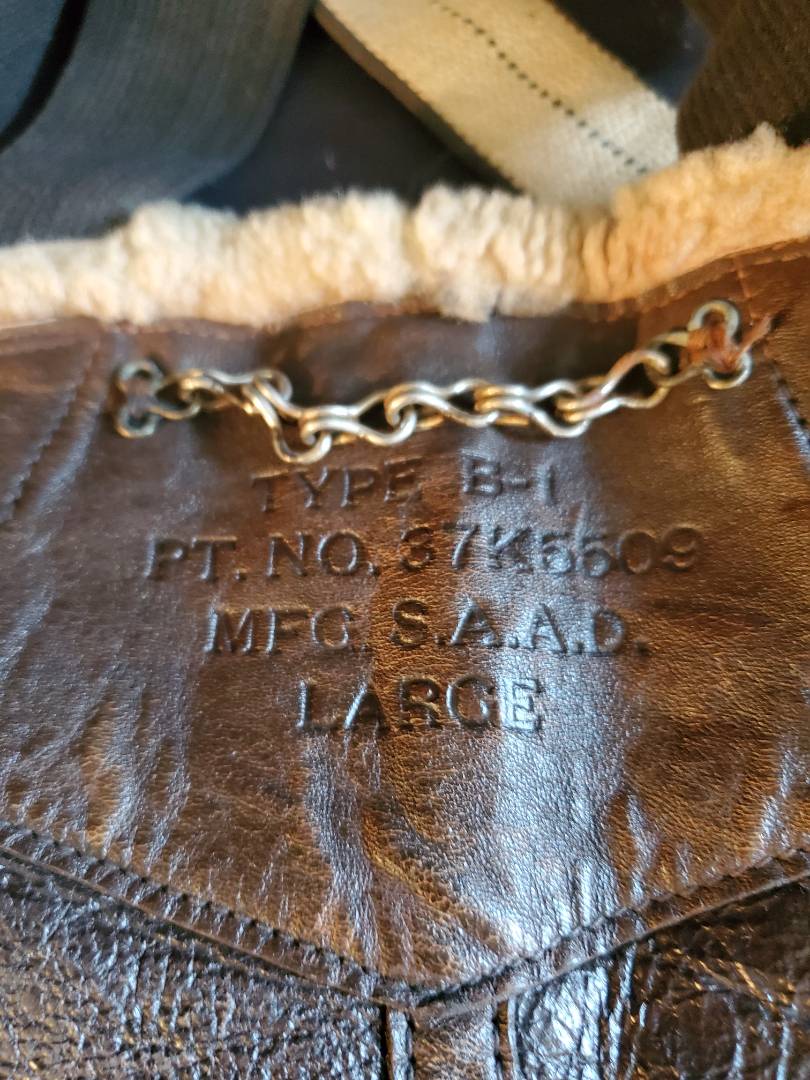 TYPE B-1
PT. NO. 37K5509
MFG. S.A.A.D.
LARGE